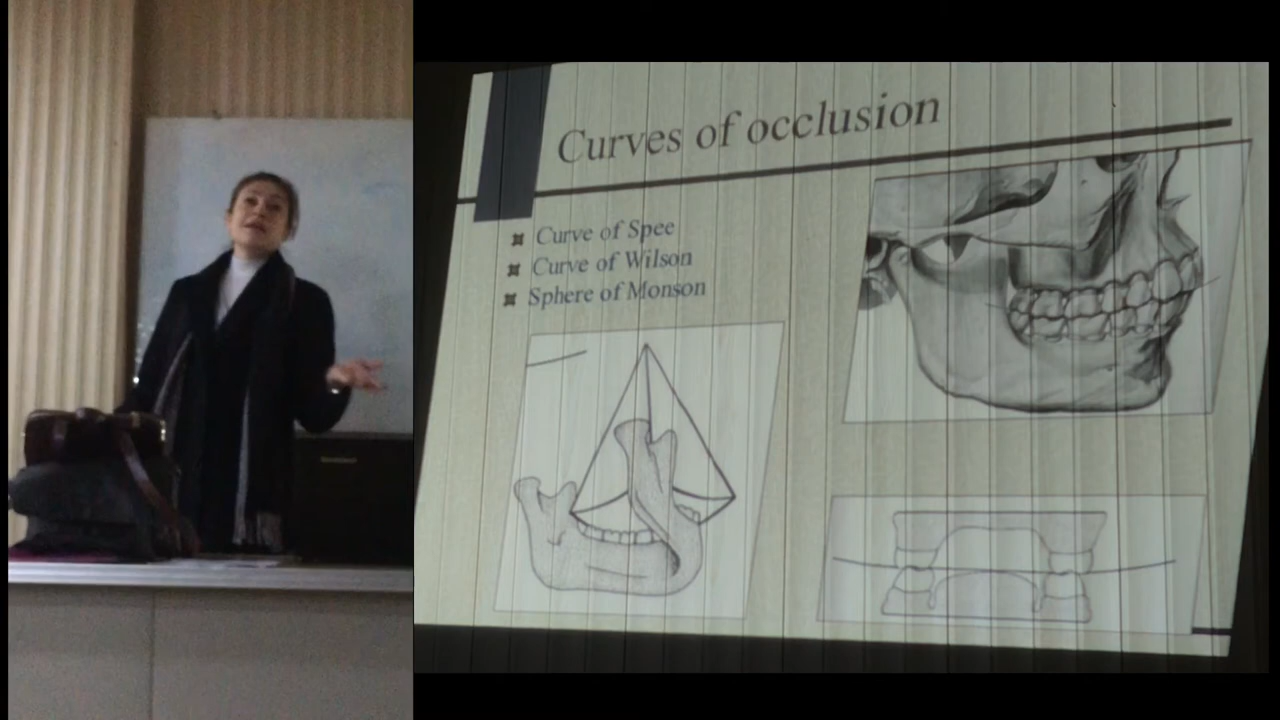 Curves of occlusion
Curve of Spee
Curve of Wilson
Sphere of Monson